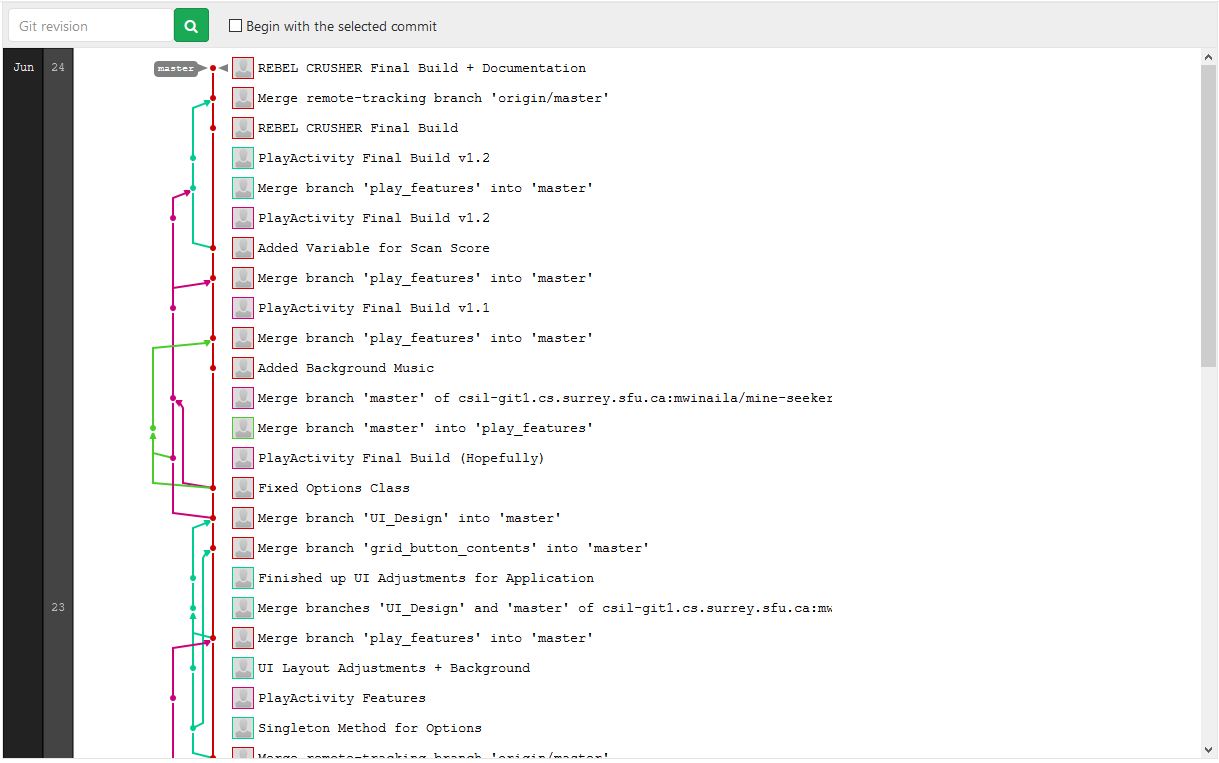 Git revision
Begin with the selected commit
Jun 24 master REBEL CRUSHER Final Build + Documentation
Merge remote-tracking branch 'origin/master'
REBEL CRUSHER Final Build
PlayActivity Final Build v1.2
Merge branch 'play_features' into 'master'
PlayActivity Final Build v1.2
Added Variable for Scan Score
Merge branch 'play_features' into 'master'
PlayActivity Final Build v1.1
Merge branch 'play_features' into 'master'
Added Background Music
Merge branch 'master' of csil-git1.cs.surrey.sfu.ca:mwinaila/mine-seeker
Merge branch 'master' into 'play_features'
PlayActivity Final Build (Hopefully)
Fixed Options Class
Merge branch 'UI_Design' into 'master'
Merge branch 'grid_button_contents' into 'master'
Finished up UI Adjustments for Application
23 Merge branches 'UI_Design' and 'master' of csil-git1.cs.surrey.sfu.ca:mw
Merge branch 'play_features' into 'master'
UI Layout Adjustments + Background
PlayActivity Features
Singleton Method for Options
Merge remote-tracking branch 'origin/master'